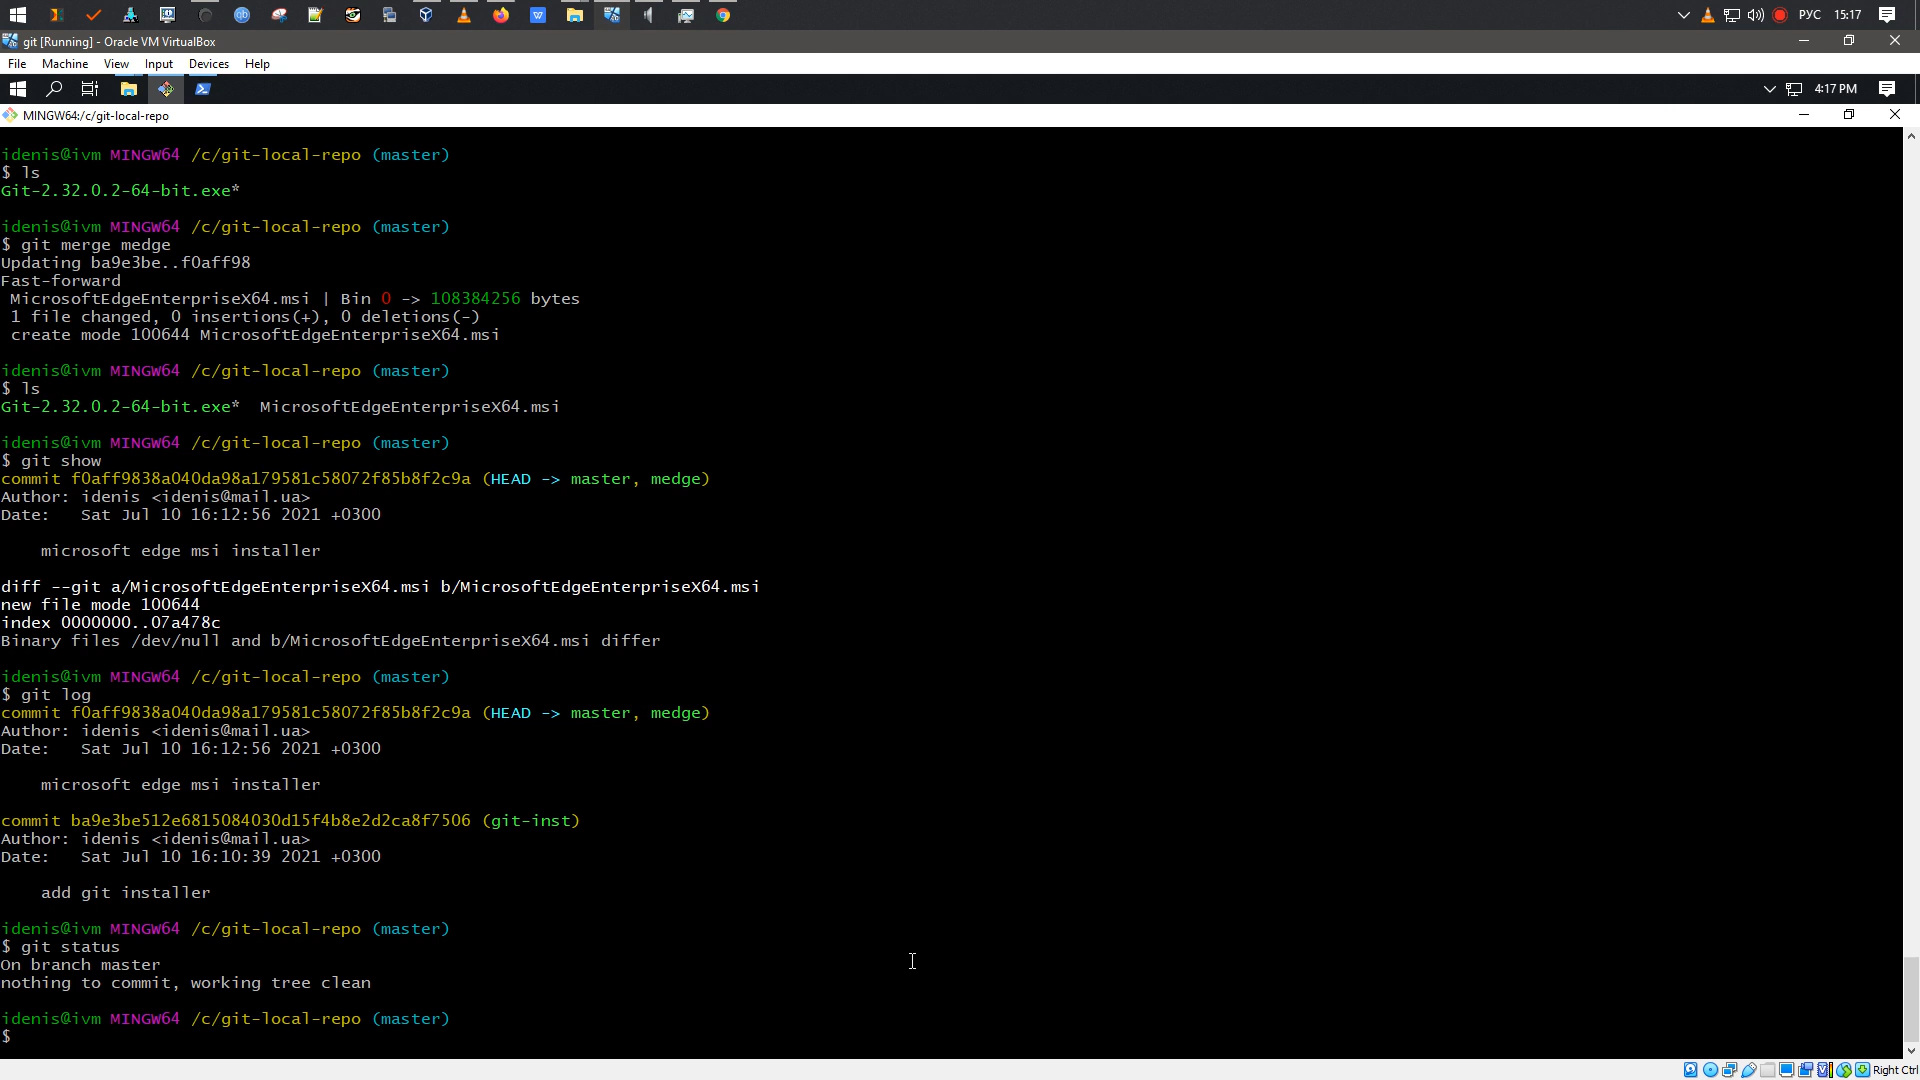 РУС 15:17
git [Running] - Oracle VM VirtualBox
File Machine View Input Devices Help
4:17 PM
MINGW64:/c/git-local-repo
idenis@ivm MINGW64 /c/git-local-repo (master)
$ ls
Git-2.32.0.2-64-bit.exe*
idenis@ivm MINGW64 /c/git-local-repo (master)
$ git merge medge
Updating ba9e3be..f0aff98
Fast-forward
MicrosoftEdgeEnterpriseX64.msi | Bin 0 -> 108384256 bytes
1 file changed, 0 insertions(+), 0 deletions(-)
create mode 100644 MicrosoftEdgeEnterpriseX64.msi
idenis@ivm MINGW64 /c/git-local-repo (master)
$ ls
Git-2.32.0.2-64-bit.exe* MicrosoftEdgeEnterpriseX64.msi
idenis@ivm MINGW64 /c/git-local-repo (master)
$ git show
commit f0aff9838a040da98a179581c58072f85b8f2c9a (HEAD -> master, medge)
Author: idenis <idenis@mail.ua>
Date: Sat Jul 10 16:12:56 2021 +0300
microsoft edge msi installer
diff --git a/MicrosoftEdgeEnterpriseX64.msi b/MicrosoftEdgeEnterpriseX64.msi
new file mode 100644
index 0000000..07a478c
Binary files /dev/null and b/MicrosoftEdgeEnterpriseX64.msi differ
idenis@ivm MINGW64 /c/git-local-repo (master)
$ git log
commit f0aff9838a040da98a179581c58072f85b8f2c9a (HEAD -> master, medge)
Author: idenis <idenis@mail.ua>
Date: Sat Jul 10 16:12:56 2021 +0300
microsoft edge msi installer
commit ba9e3be512e6815084030d15f4b8e2d2ca8f7506 (git-inst)
Author: idenis <idenis@mail.ua>
Date: Sat Jul 10 16:10:39 2021 +0300
add git installer
idenis@ivm MINGW64 /c/git-local-repo (master)
$ git status
On branch master
nothing to commit, working tree clean
idenis@ivm MINGW64 /c/git-local-repo (master)
$
Right Ctrl